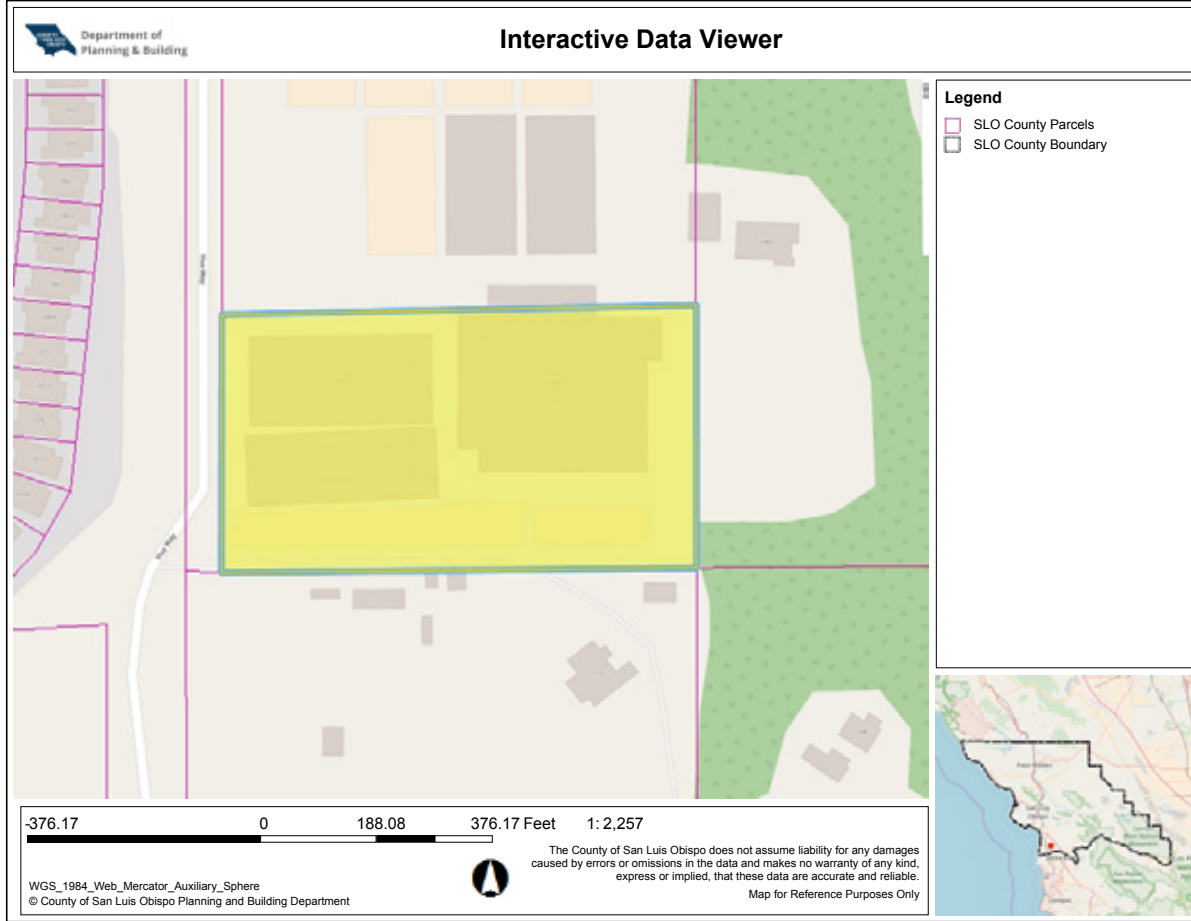 Department of
Planning & Building
Interactive Data Viewer
Legend
SLO County Parcels
SLO County Boundary
-376.17 0 188.08 376.17 Feet 1: 2,257
The County of San Luis Obispo does not assume liability for any damages
caused by errors or omissions in the data and makes no warranty of any kind,
express or implied, that these data are accurate and reliable.
Map for Reference Purposes Only
WGS_1984_Web_Mercator_Auxiliary_Sphere
© County of San Luis Obispo Planning and Building Department